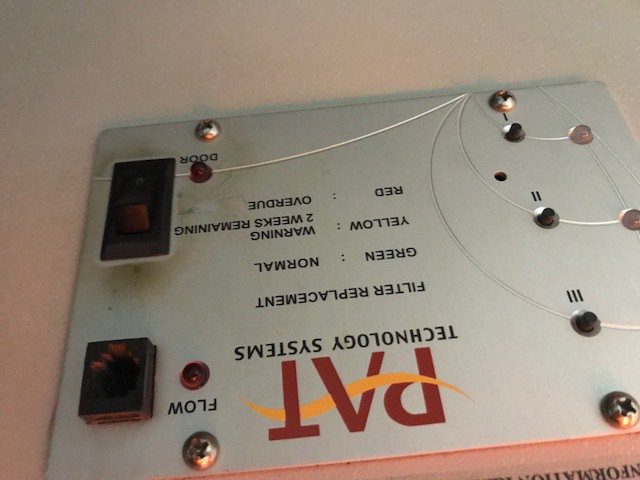 PAT
TECHNOLOGY SYSTEMS
FLOW
FILTER REPLACEMENT
GREEN : NORMAL
YELLOW : WARNING
2 WEEKS REMAINING
RED : OVERDUE
DOOR
III
II
I